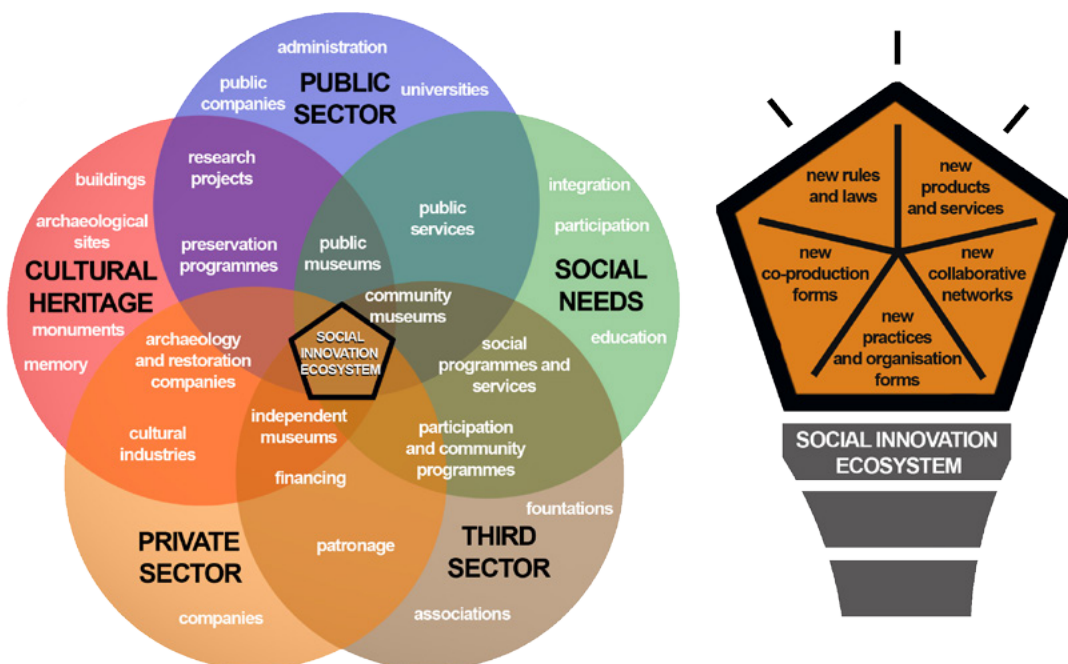 administration
public
companies
PUBLIC
SECTOR
universities
research
projects
buildings
archaeological
sites
preservation
programmes
CULTURAL
HERITAGE
monuments
memory
public
museums
public
services
integration
participation
SOCIAL
NEEDS
education
community
museums
SOCIAL
INNOVATION
ECOSYSTEM
archaeology
and restoration
companies
social
programmes and
services
independent
museums
cultural
industries
participation
and community
programmes
financing
foundations
patronage
PRIVATE
SECTOR
THIRD
SECTOR
companies
associations
new rules
and laws
new
products
and services
new
co-production
forms
new
collaborative
networks
new
practices
and organisation
forms
SOCIAL INNOVATION
ECOSYSTEM